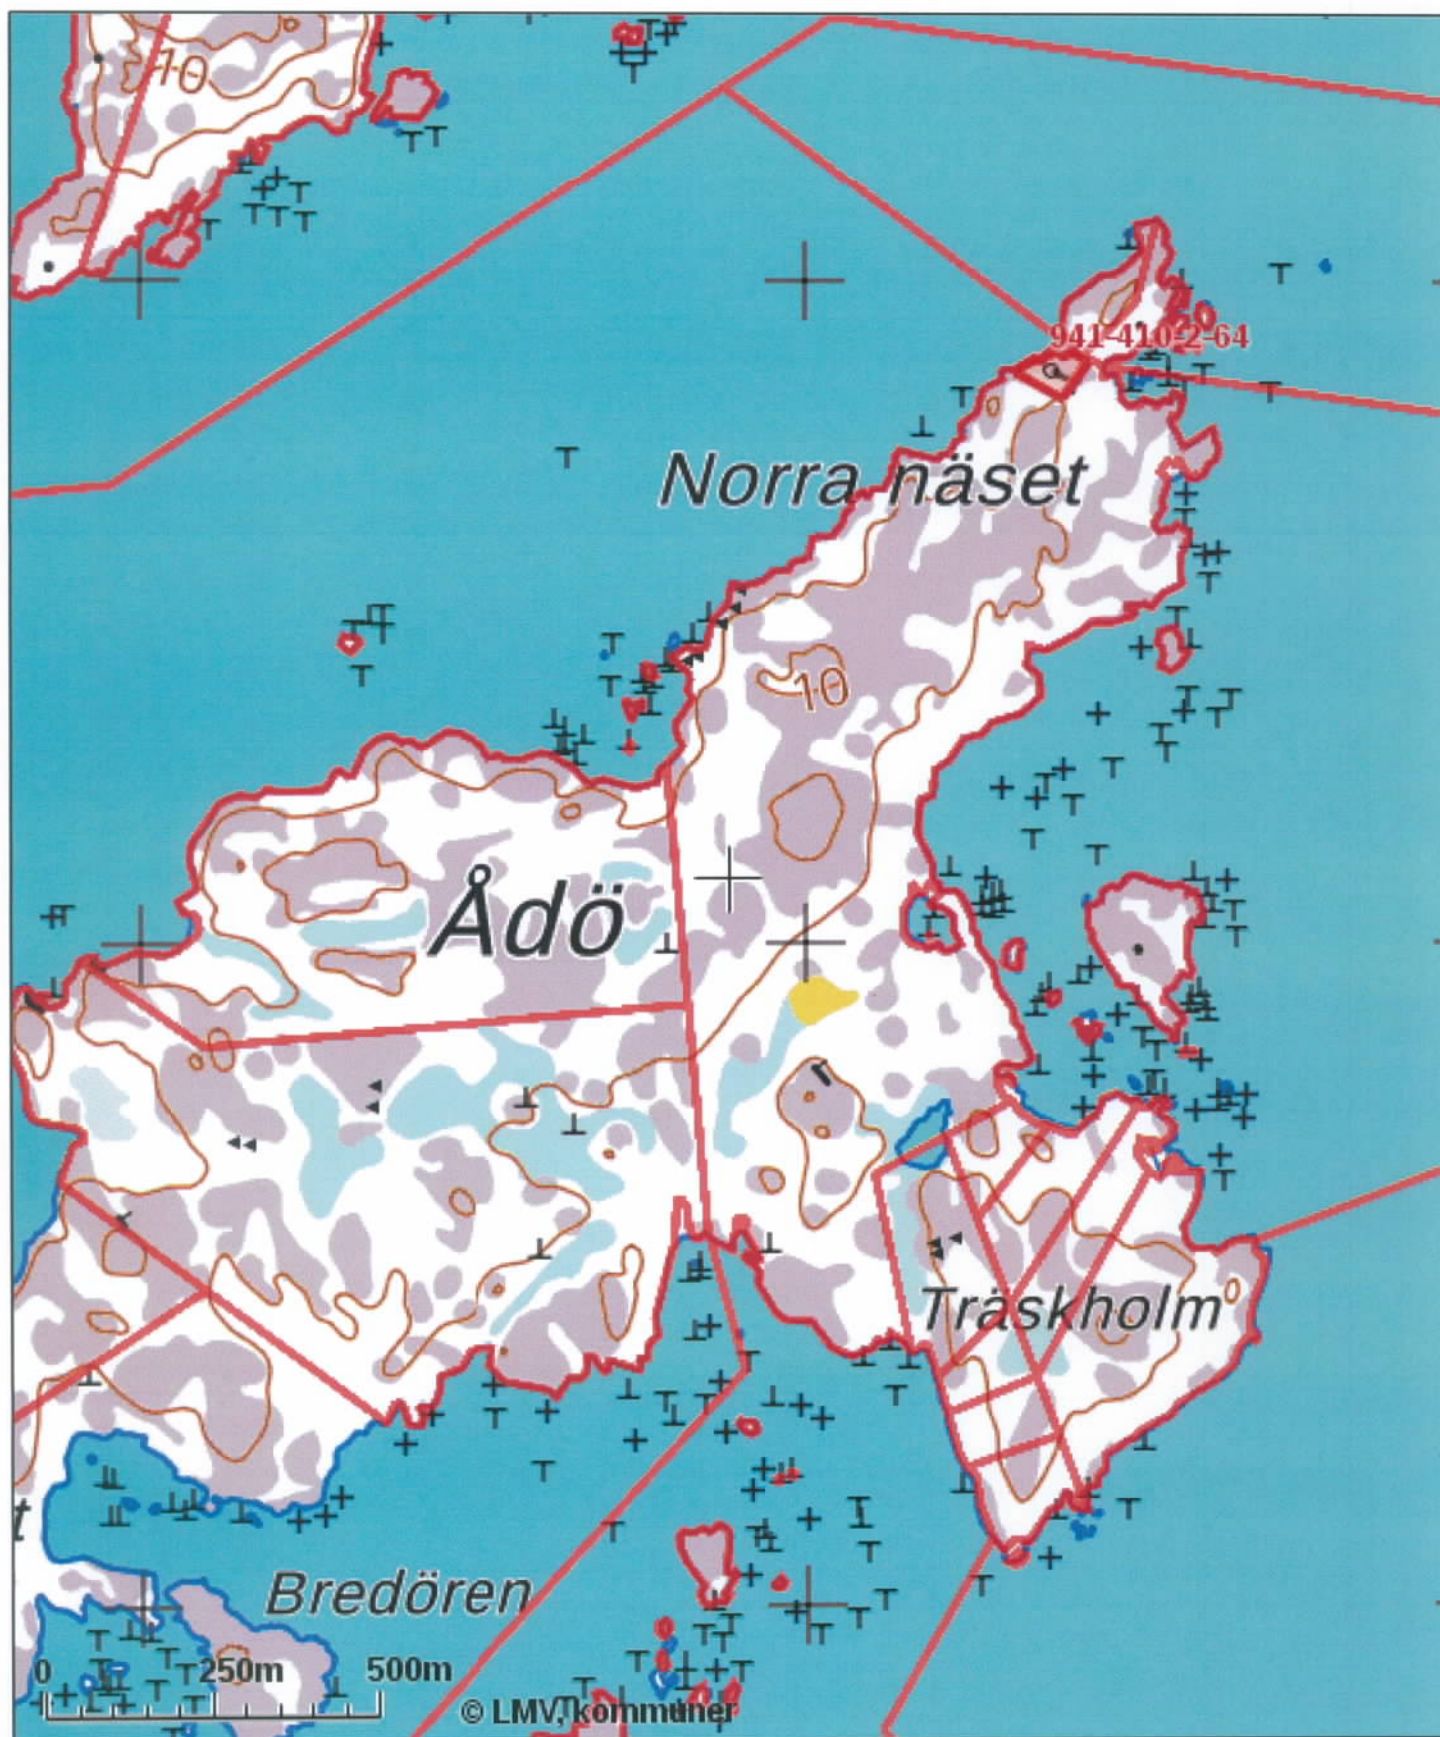 10
941-410-2-64
Norra näset
10
Ådö
Träskholm
t
Bredören
0 250m 500m
© LMV, kommuner